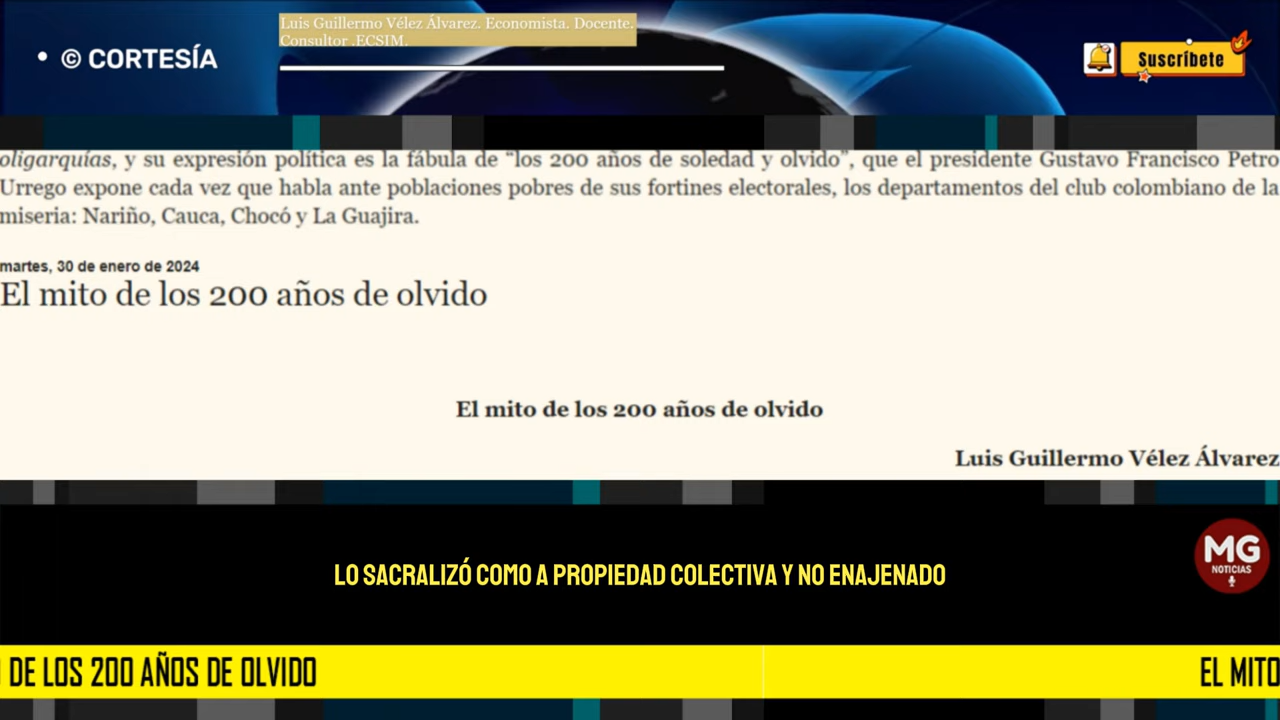 Luis Guillermo Vélez Álvarez. Economista. Docente.
Consultor .ECSIM.
• © CORTESÍA
Suscríbete
oligarquías, y su expresión política es la fábula de “los 200 años de soledad y olvido”, que el presidente Gustavo Francisco Petro
Urrego expone cada vez que habla ante poblaciones pobres de sus fortines electorales, los departamentos del club colombiano de la
miseria: Nariño, Cauca, Chocó y La Guajira.
martes, 30 de enero de 2024
El mito de los 200 años de olvido
El mito de los 200 años de olvido
Luis Guillermo Vélez Álvarez
MG
NOTICIAS
LO SACRALIZÓ COMO A PROPIEDAD COLECTIVA Y NO ENAJENADO
DE LOS 200 AÑOS DE OLVIDO
EL MITO